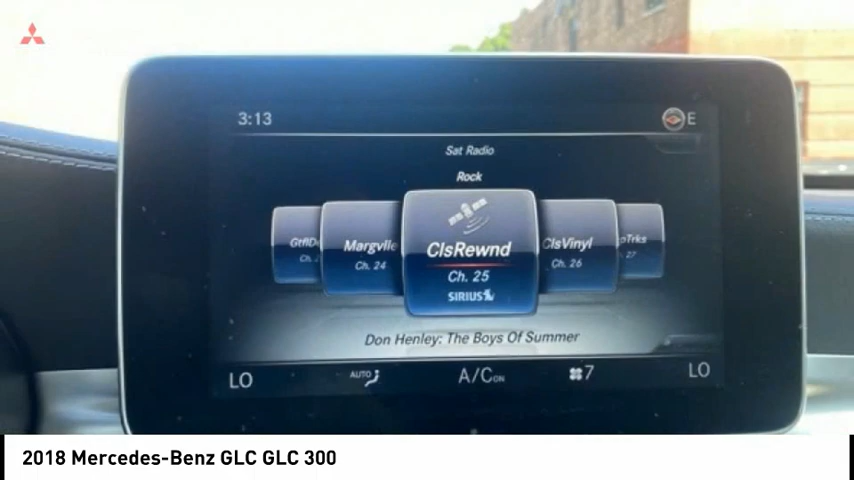 3:13
E
Sat Radio
Rock
Margvlle
Ch. 24
ClsRewnd
Ch. 25
SIRIUS
ClsVinyl
Ch. 26
27
Don Henley: The Boys Of Summer
LO
AUTO
A/C ON
7
LO
2018 Mercedes-Benz GLC GLC 300